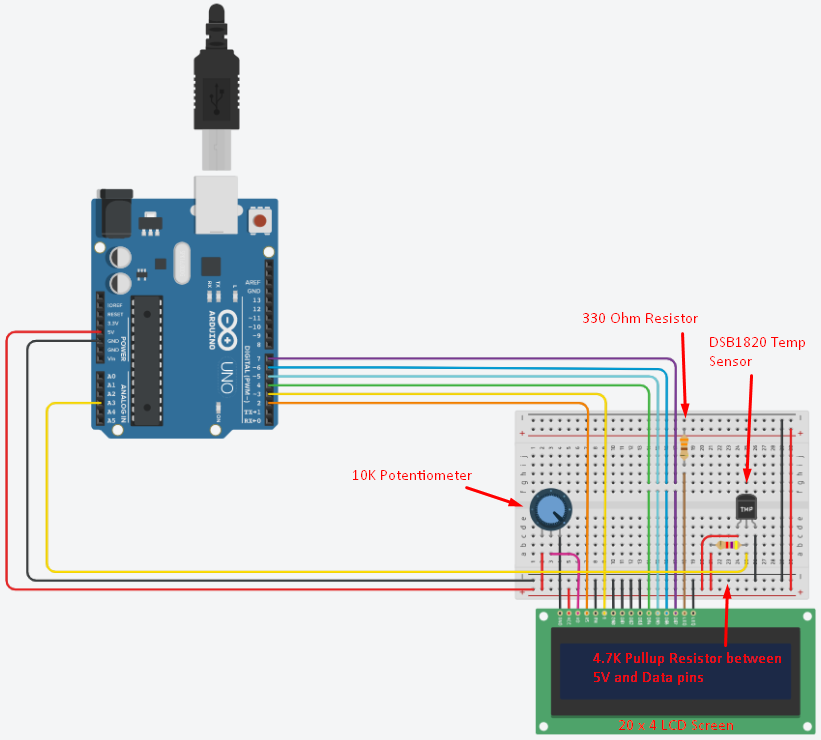 330 Ohm Resistor
DSB1820 Temp
Sensor
10K Potentiometer
4.7K Pullup Resistor between
5V and Data pins
20 x 4 LCD Screen
TMP
ARDUINO
UNO
RX
TX
L
ON
IOREF
RESET
3.3V
5V
GND
GND
Vin
POWER
A0
A1
A2
A3
A4
A5
ANALOG IN
AREF
GND
13
12
~11
~10
~9
8
7
~6
~5
4
~3
2
TX→1
RX←0
DIGITAL (PWM~)
j
i
h
g
f
e
d
c
b
a